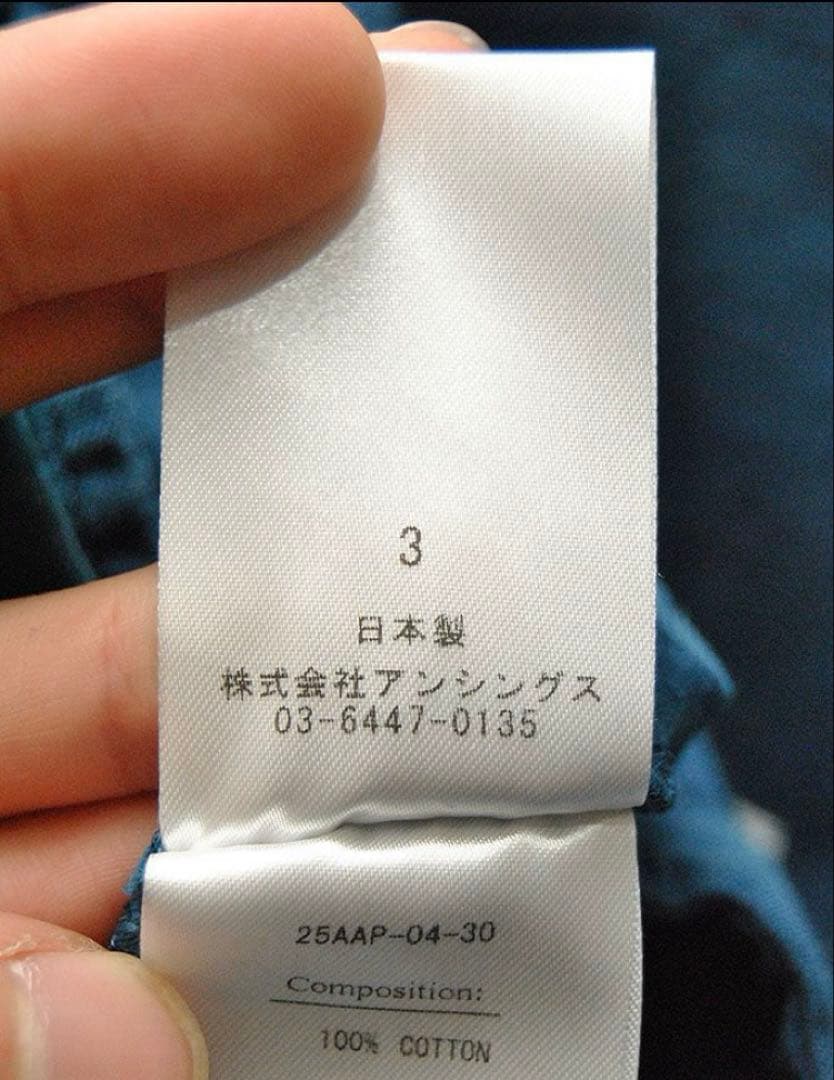 3
日本製
株式会社アンシングス
03-6447-0135
25AAP-04-30
Composition:
100% COTTON